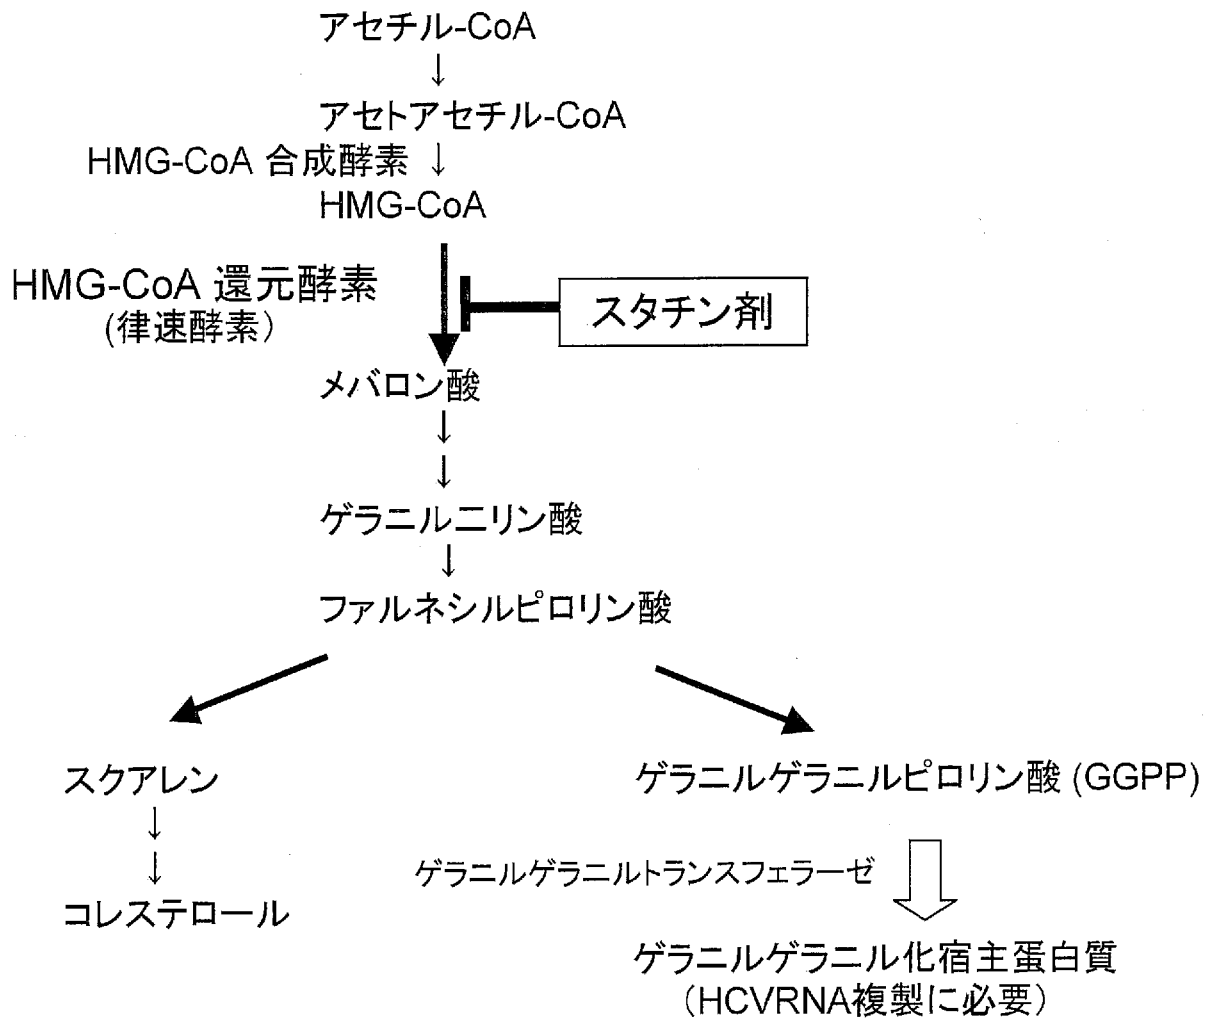 アセチル-CoA
↓
アセトアセチル-CoA
HMG-CoA 合成酵素 ↓
HMG-CoA
HMG-CoA 還元酵素
(律速酵素)
スタチン剤
メバロン酸
↓
↓
ゲラニル二リン酸
↓
ファルネシルピロリン酸
スクアレン
↓
↓
コレステロール
ゲラニルゲラニルピロリン酸 (GGPP)
ゲラニルゲラニルトランスフェラーゼ
ゲラニルゲラニル化宿主蛋白質
(HCVRNA複製に必要)